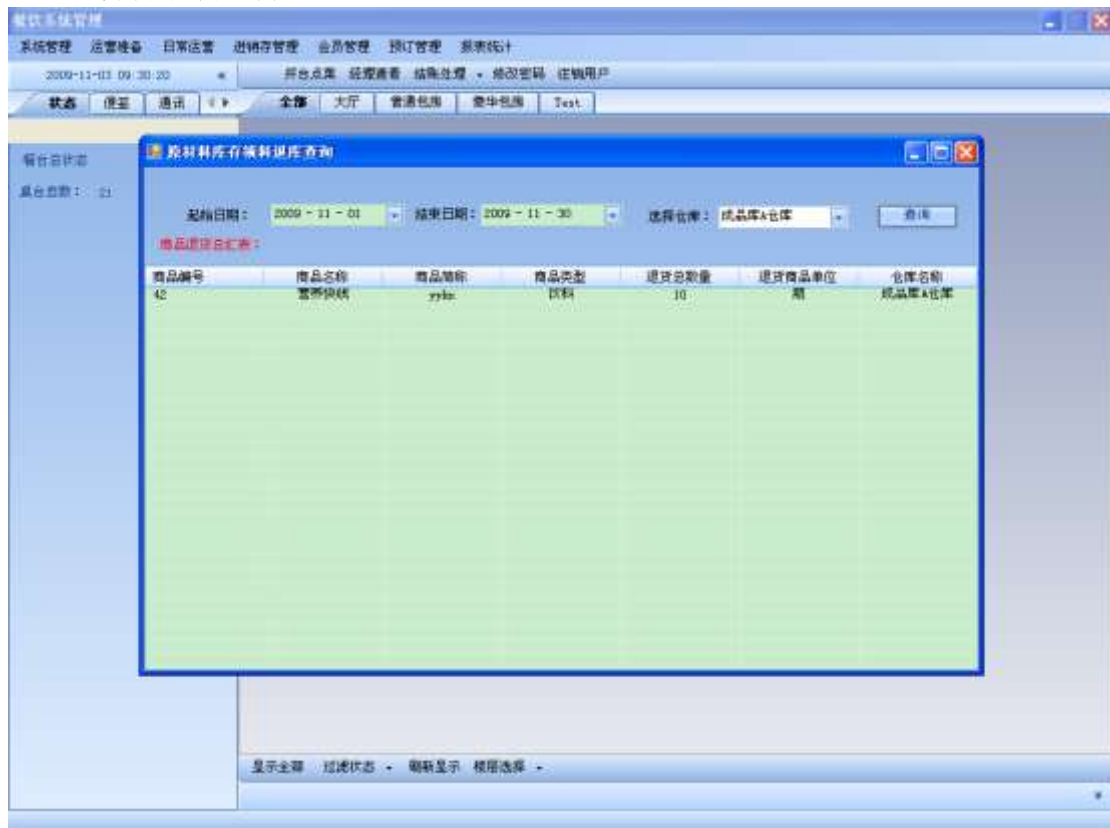 餐饮系统管理
系统管理 运营准备 日常运营 进销存管理 会员管理 预订管理 报表统计
2009-11-03 09:30:20 « 开台点菜 经理查看 结账处理 修改密码 注销用户
状态 便签 通讯 全部 大厅 普通包房 豪华包房 Test
原材料库存领料退库查询
餐台总状态
桌台总数： 21
起始日期： 2009 - 11 - 01 结束日期： 2009 - 11 - 30 选择仓库： 成品库A仓库 查询
商品退货总汇表：
商品编号 商品名称 商品简称 商品类型 退货总数量 退货商品单位 仓库名称
42 营养快线 yykx 饮料 10 瓶 成品库A仓库
显示全部 过滤状态 刷新显示 楼层选择